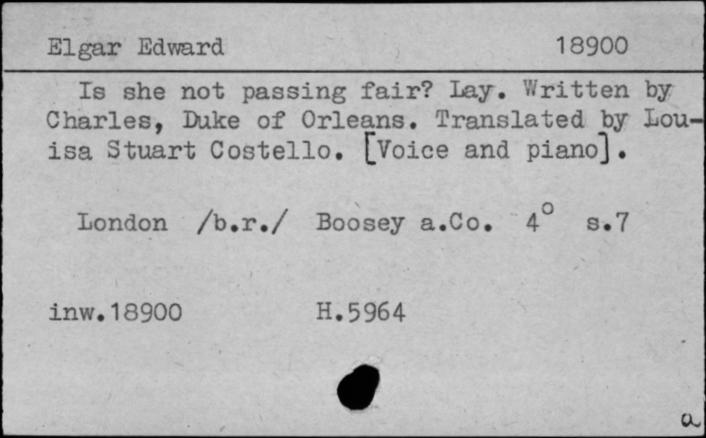 Elgar Edward 18900
Is she not passing fair? Lay. Written by
Charles, Duke of Orleans. Translated by Lou-
isa Stuart Costello. [Voice and piano].
London /b.r./ Boosey a.Co. 4° s.7
inw.18900 H.5964
a